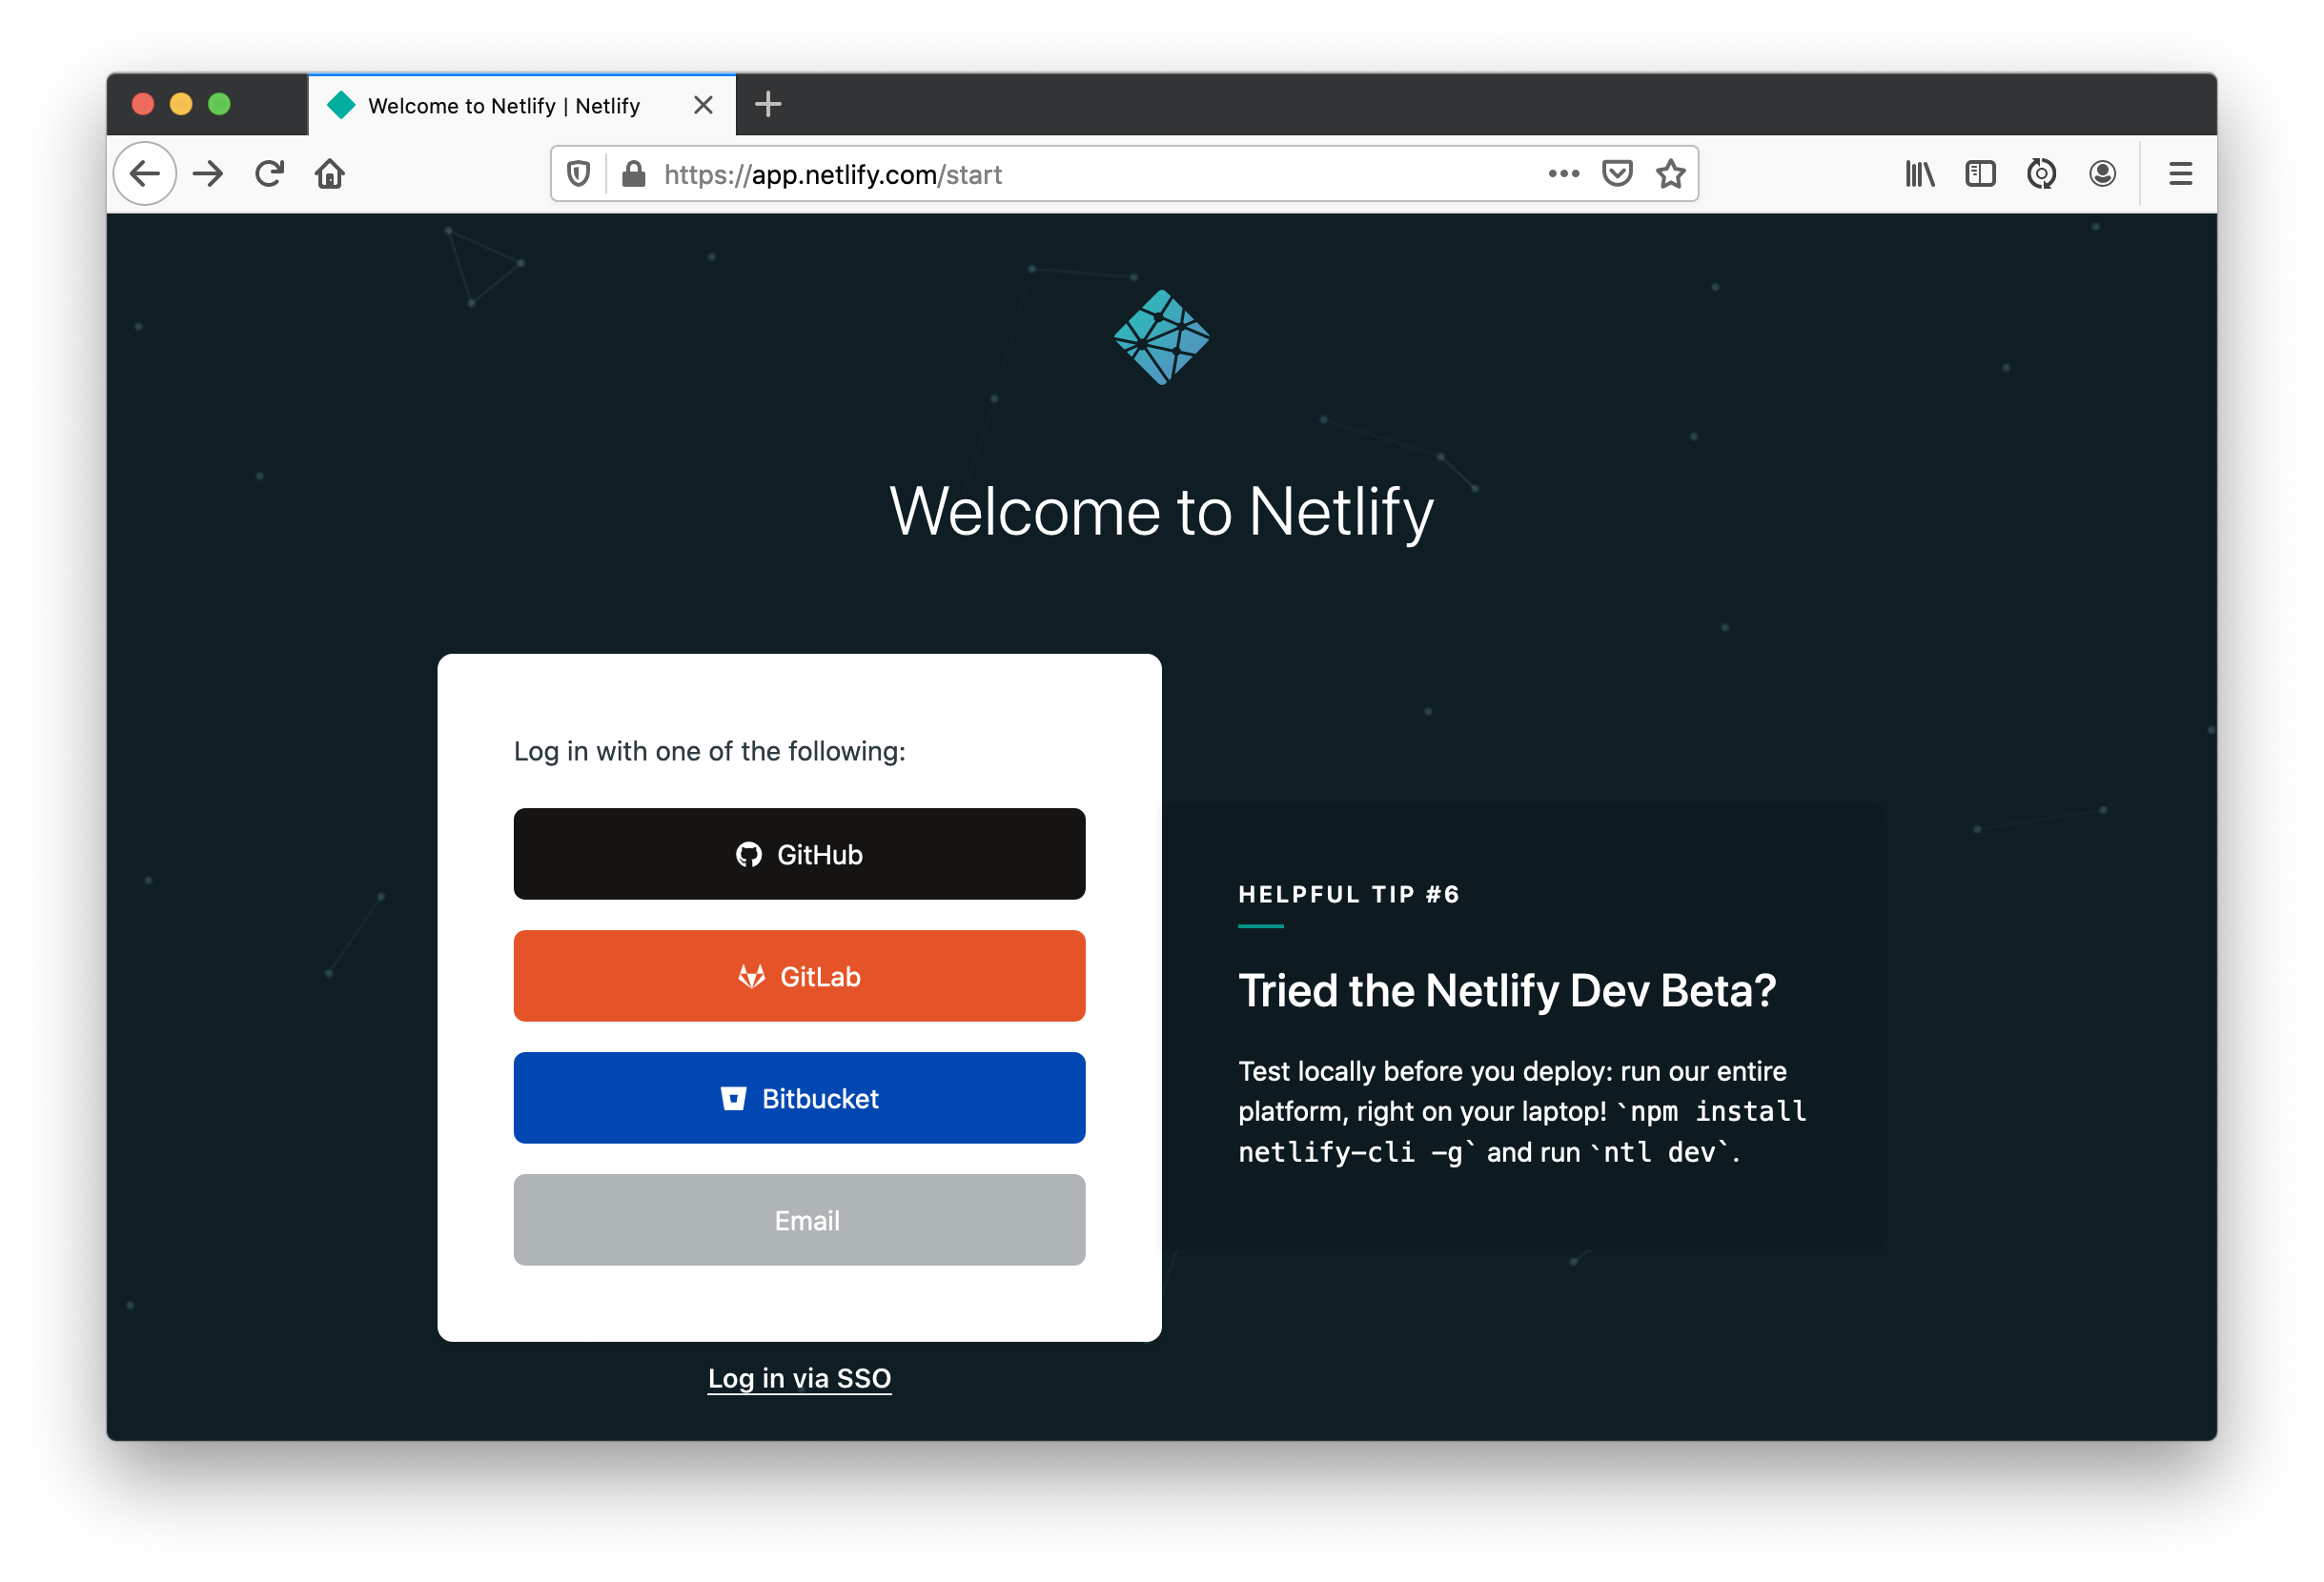 Welcome to Netlify | Netlify
https://app.netlify.com/start
Welcome to Netlify
Log in with one of the following:
GitHub
GitLab
Bitbucket
Email
Log in via SSO
HELPFUL TIP #6
Tried the Netlify Dev Beta?
Test locally before you deploy: run our entire
platform, right on your laptop! `npm install
netlify-cli -g` and run `ntl dev`.